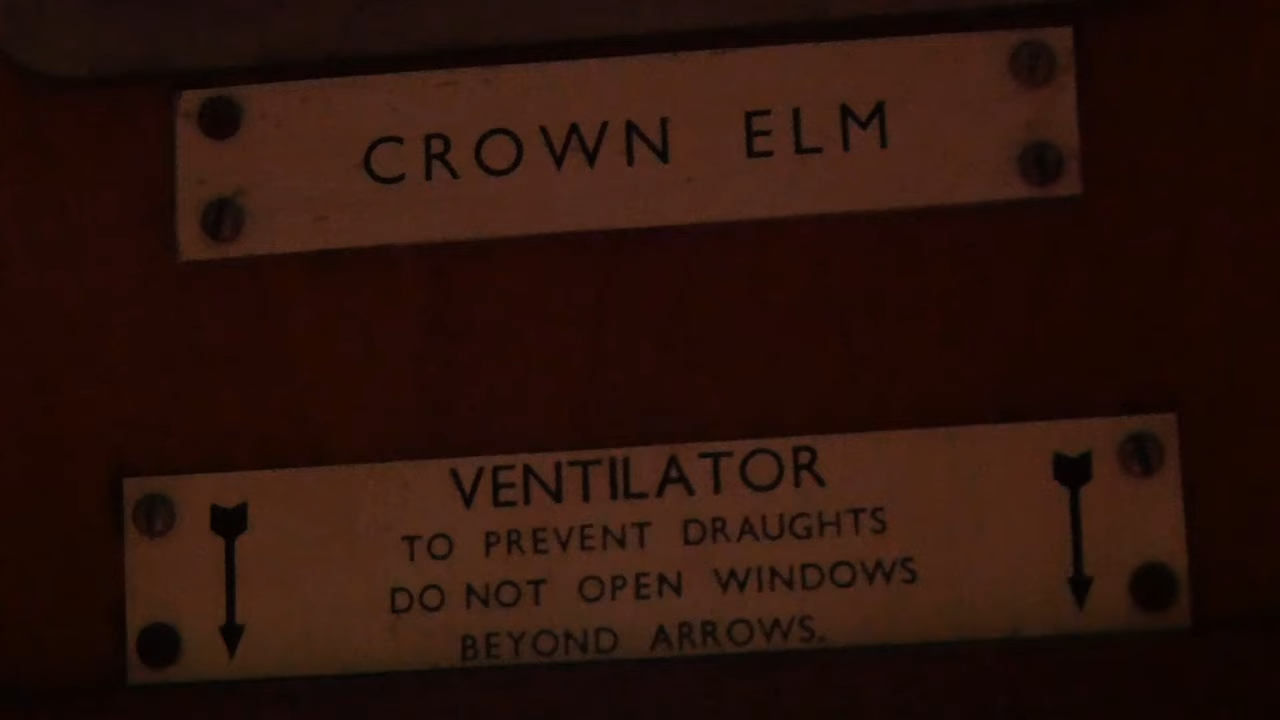 CROWN ELM
VENTILATOR
TO PREVENT DRAUGHTS
DO NOT OPEN WINDOWS
BEYOND ARROWS.